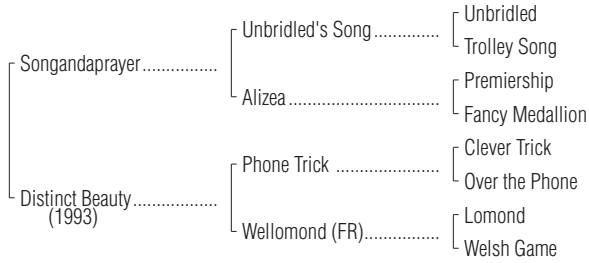 Unbridled
Unbridled's Song..............
Trolley Song
Songandaprayer................
Premiership
Alizea................................
Fancy Medallion
Clever Trick
Phone Trick ......................
Over the Phone
Distinct Beauty..................
(1993)
Lomond
Wellomond (FR)................
Welsh Game